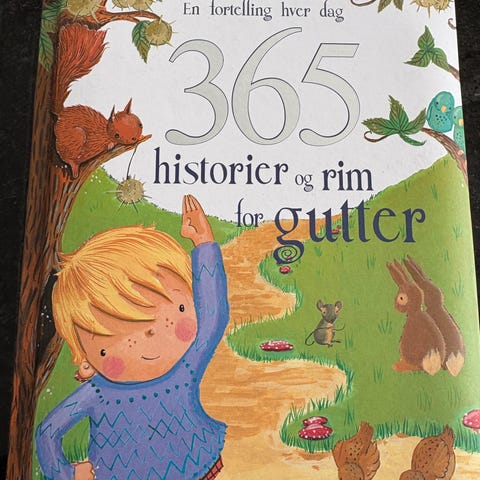 En fortelling hver dag
365
historier og rim
for gutter